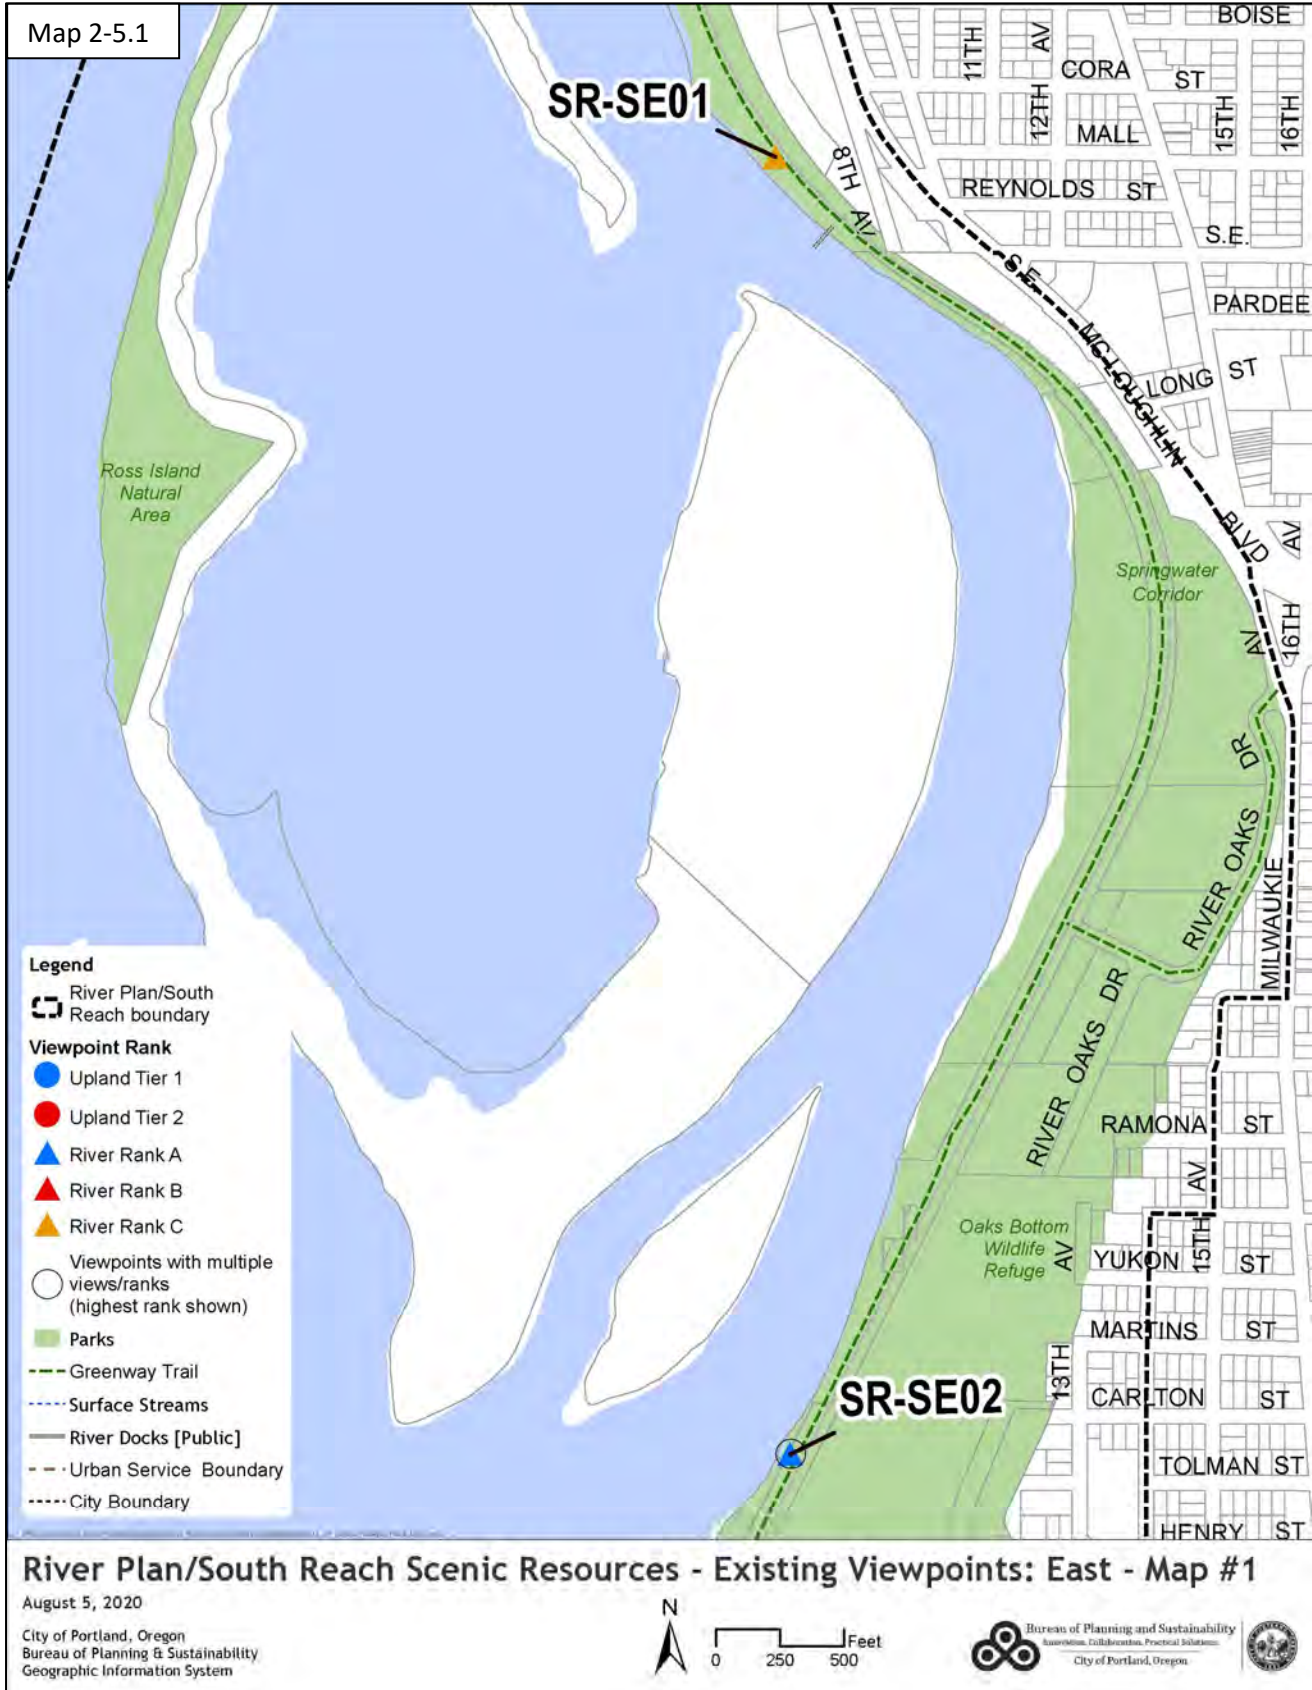 Map 2-5.1
BOISE
11TH
AV
12TH
CORA
ST
15TH
16TH
MALL
SR-SE01
8TH AV
REYNOLDS ST
S.E.
S.E.
PARDEE
MC LOUGHLIN
LONG ST
BLVD
AV
Ross Island
Natural
Area
Springwater
Corridor
AV
16TH
DR
RIVER OAKS
MILWAUKIE
RIVER OAKS DR
RAMONA ST
AV
15TH
Oaks Bottom
Wildlife
Refuge
AV
YUKON ST
MARTINS ST
13TH
CARLTON ST
SR-SE02
TOLMAN ST
HENRY ST
Legend
River Plan/South
Reach boundary
Viewpoint Rank
Upland Tier 1
Upland Tier 2
River Rank A
River Rank B
River Rank C
Viewpoints with multiple
views/ranks
(highest rank shown)
Parks
Greenway Trail
Surface Streams
River Docks [Public]
Urban Service Boundary
City Boundary
River Plan/South Reach Scenic Resources - Existing Viewpoints: East - Map #1
August 5, 2020
City of Portland, Oregon
Bureau of Planning & Sustainability
Geographic Information System
N
Feet
0 250 500
Bureau of Planning and Sustainability
Innovation. Collaboration. Practical Solutions.
City of Portland, Oregon